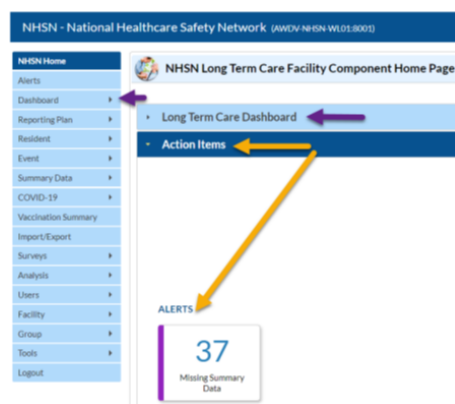 NHSN - National Healthcare Safety Network (AWDV-NHSN-WL01:8001)
NHSN Home
Alerts
Dashboard
Reporting Plan
Resident
Event
Summary Data
COVID-19
Vaccination Summary
Import/Export
Surveys
Analysis
Users
Facility
Group
Tools
Logout
NHSN Long Term Care Facility Component Home Page
Long Term Care Dashboard
Action Items
ALERTS
37
Missing Summary
Data